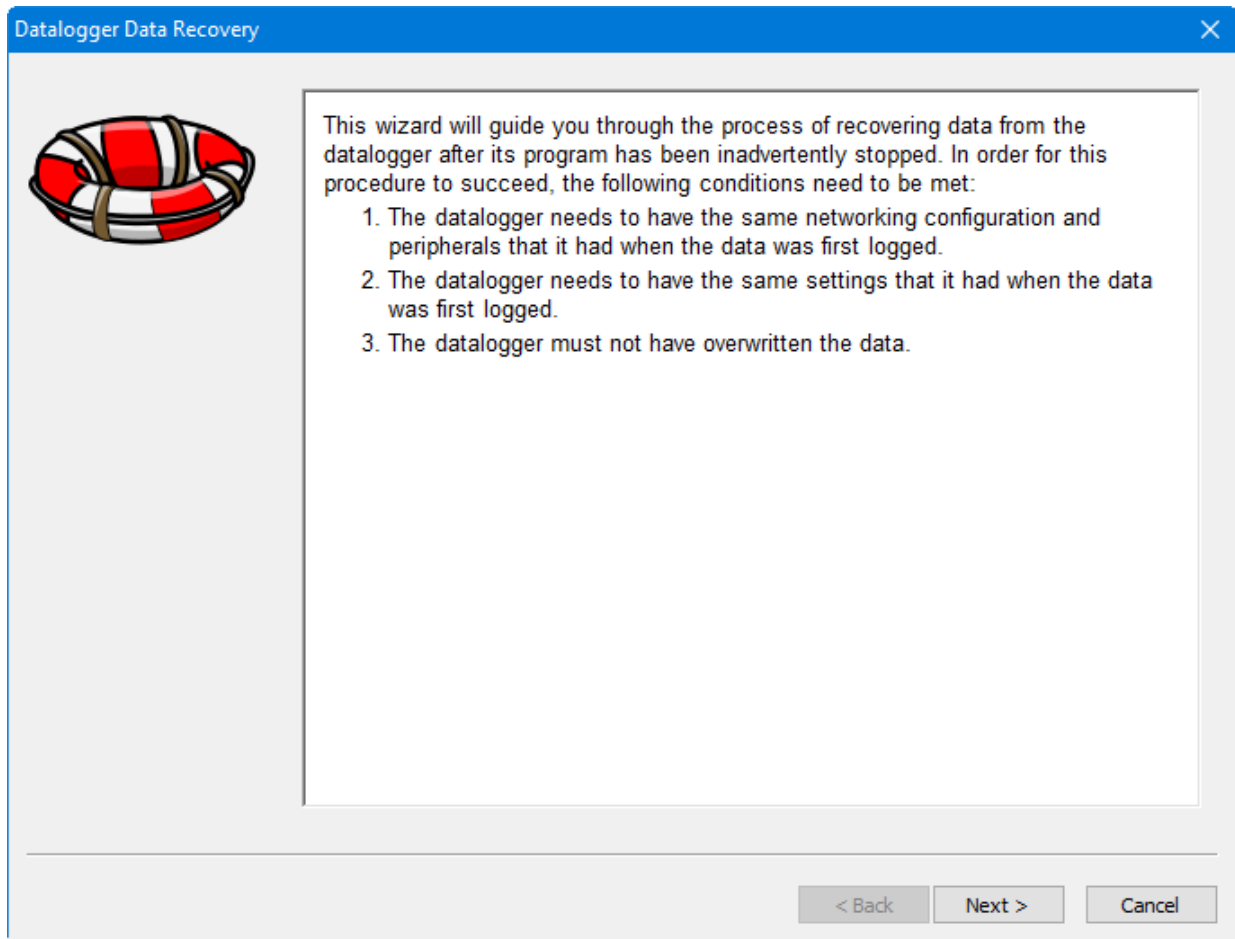 Datalogger Data Recovery
This wizard will guide you through the process of recovering data from the
datalogger after its program has been inadvertently stopped. In order for this
procedure to succeed, the following conditions need to be met:
1. The datalogger needs to have the same networking configuration and
peripherals that it had when the data was first logged.
2. The datalogger needs to have the same settings that it had when the data
was first logged.
3. The datalogger must not have overwritten the data.
< Back Next > Cancel